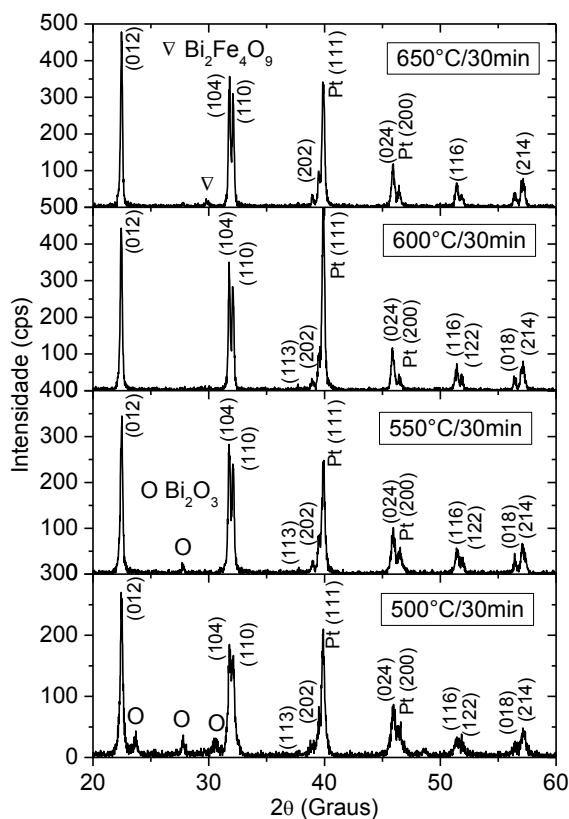 Intensidade (cps)
500
400
300
200
100
500
∇ Bi2Fe4O9
650°C/30min
(012)
∇
(104)
(110)
(202)
Pt (111)
(024)
Pt (200)
(116)
(214)
400
300
200
100
400
600°C/30min
(012)
(104)
(110)
(113)
(202)
Pt (111)
(024)
Pt (200)
(116)
(122)
(018)
(214)
300
200
100
300
550°C/30min
(012)
O Bi2O3
O
(104)
(110)
(113)
(202)
Pt (111)
(024)
Pt (200)
(116)
(122)
(018)
(214)
200
100
0
500°C/30min
(012)
O
O
O
(104)
(110)
(113)
(202)
Pt (111)
(024)
Pt (200)
(116)
(122)
(018)
(214)
20 30 40 50 60
2θ (Graus)